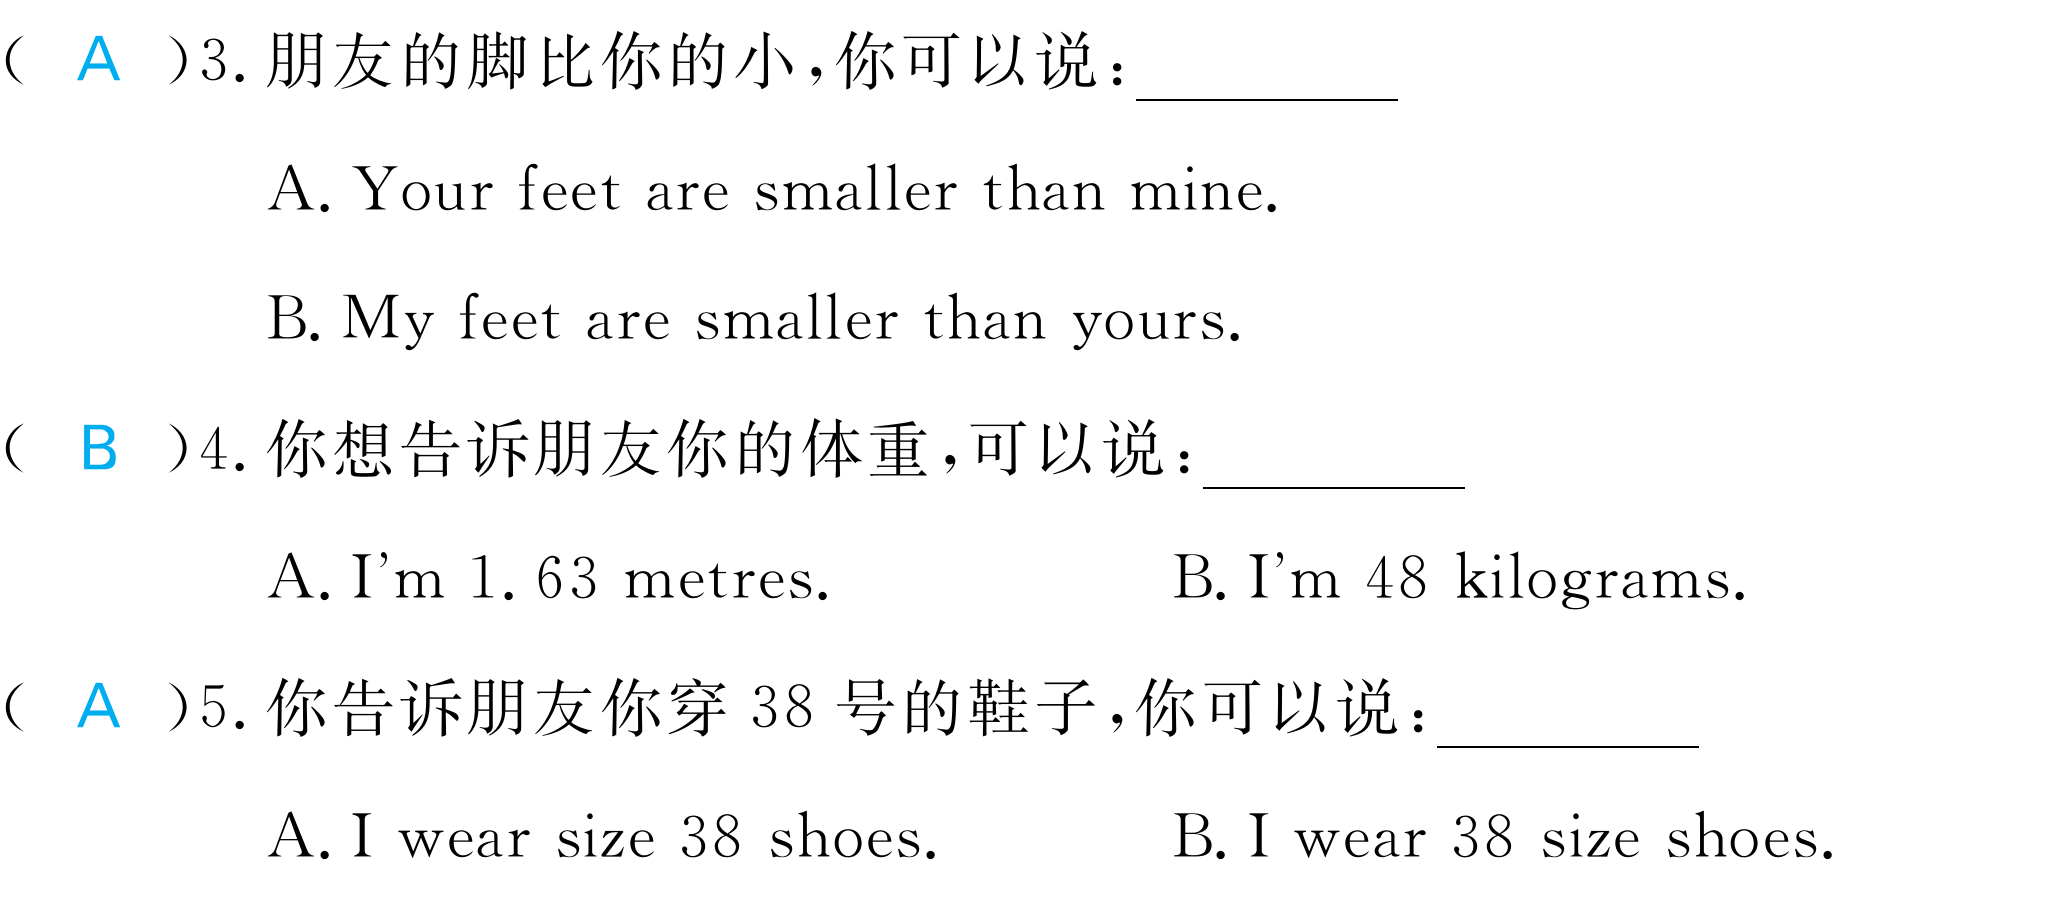 ( A )3. 朋友的脚比你的小,你可以说:
A. Your feet are smaller than mine.
B. My feet are smaller than yours.
( B )4. 你想告诉朋友你的体重,可以说:
A. I'm 1. 63 metres. B. I'm 48 kilograms.
( A )5. 你告诉朋友你穿 38 号的鞋子,你可以说:
A. I wear size 38 shoes. B. I wear 38 size shoes.